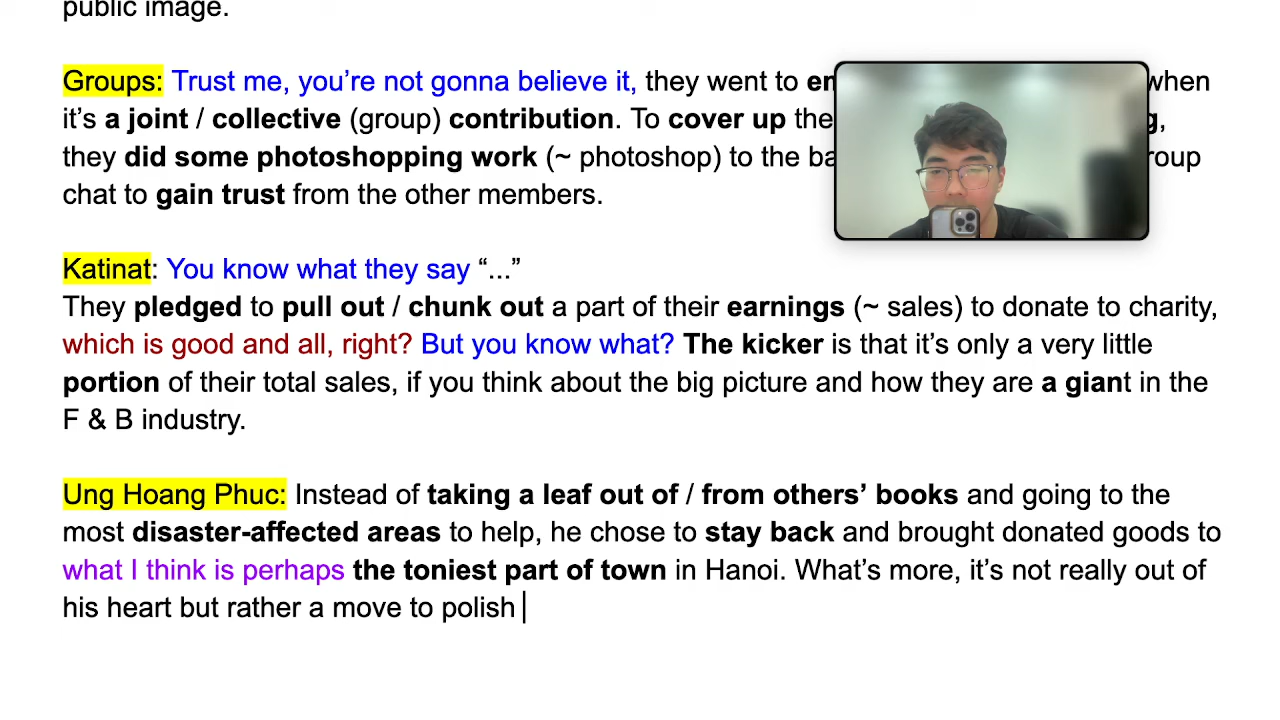 public image.
Groups: Trust me, you’re not gonna believe it, they went to when
it’s a joint / collective (group) contribution. To cover up the
they did some photoshopping work (~ photoshop) to the
chat to gain trust from the other members.
Katinat: You know what they say “...”
They pledged to pull out / chunk out a part of their earnings (~ sales) to donate to charity,
which is good and all, right? But you know what? The kicker is that it’s only a very little
portion of their total sales, if you think about the big picture and how they are a giant in the
F & B industry.
Ung Hoang Phuc: Instead of taking a leaf out of / from others’ books and going to the
most disaster-affected areas to help, he chose to stay back and brought donated goods to
what I think is perhaps the toniest part of town in Hanoi. What’s more, it’s not really out of
his heart but rather a move to polish